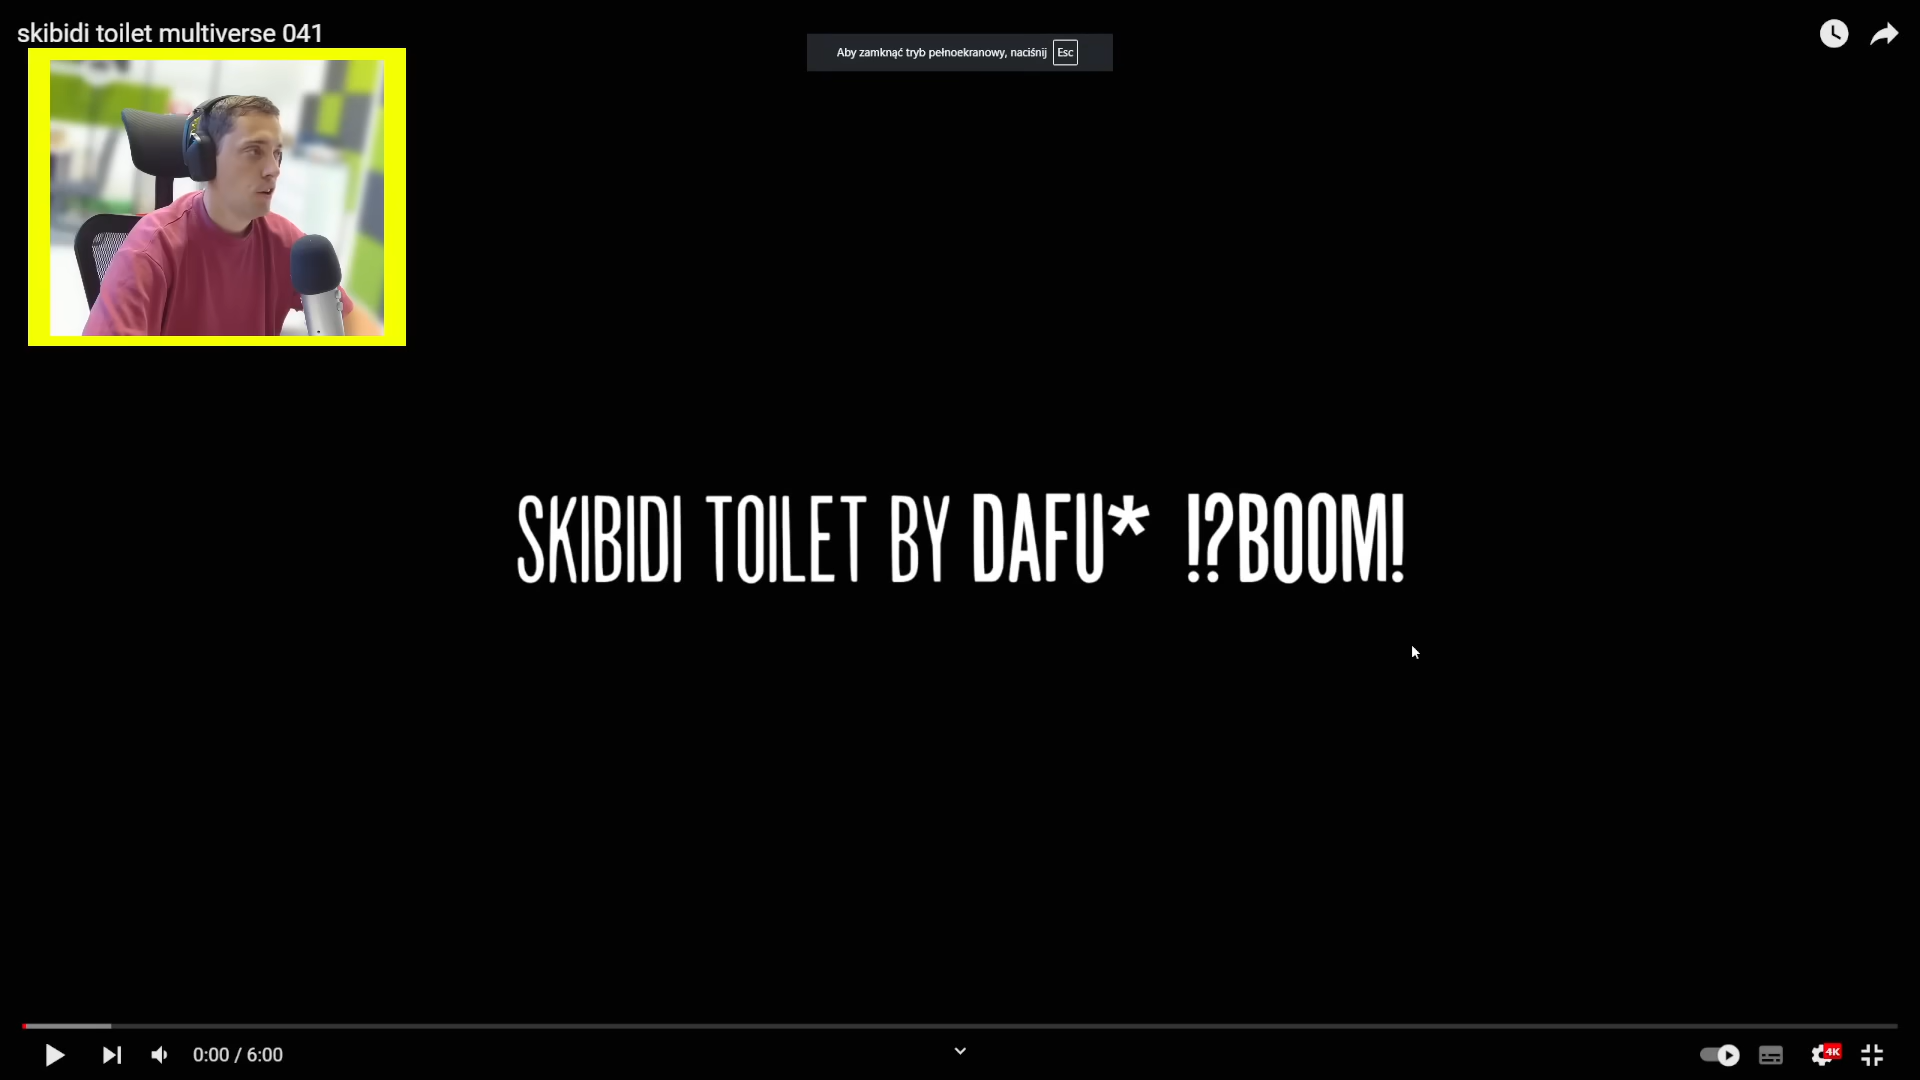 skibidi toilet multiverse 041
Aby zamknąć tryb pełnoekranowy, naciśnij Esc
SKIBIDI TOILET BY DAFU* !?BOOM!
0:00 / 6:00
4K